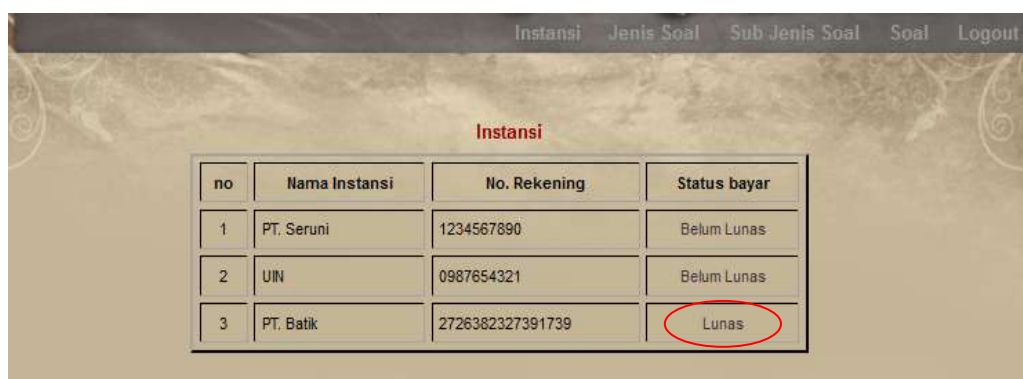 Instansi Jenis Soal Sub Jenis Soal Soal Logout
Instansi
no Nama Instansi No. Rekening Status bayar
1 PT. Seruni 1234567890 Belum Lunas
2 UIN 0987654321 Belum Lunas
3 PT. Batik 2726382327391739 Lunas